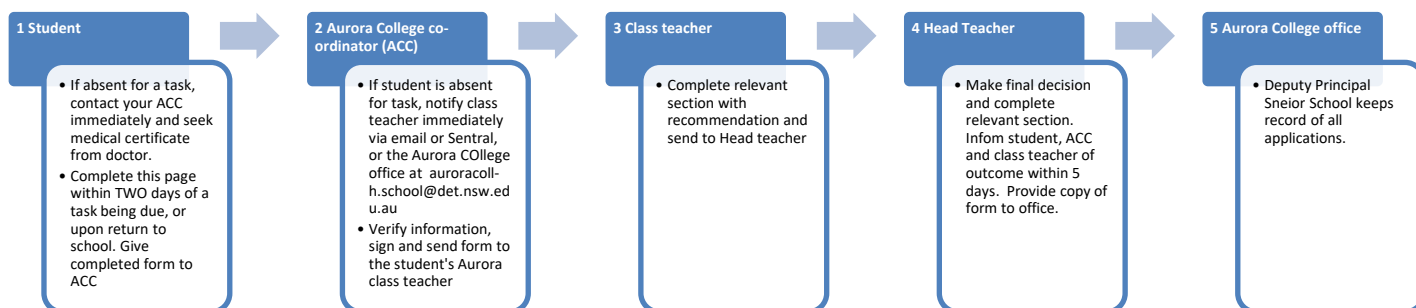 1 Student
• If absent for a task,
contact your ACC
immediately and seek
medical certificate
from doctor.
• Complete this page
within TWO days of a
task being due, or
upon return to
school. Give
completed form to
ACC
2 Aurora College co-
ordinator (ACC)
• If student is absent
for task, notify class
teacher immediately
via email or Sentral,
or the Aurora COllege
office at auroracoll-
h.school@det.nsw.ed
u.au
• Verify information,
sign and send form to
the student's Aurora
class teacher
3 Class teacher
• Complete relevant
section with
recommendation and
send to Head teacher
4 Head Teacher
• Make final decision
and complete
relevant section.
Infom student, ACC
and class teacher of
outcome within 5
days. Provide copy of
form to office.
5 Aurora College office
• Deputy Principal
Sneior School keeps
record of all
applications.